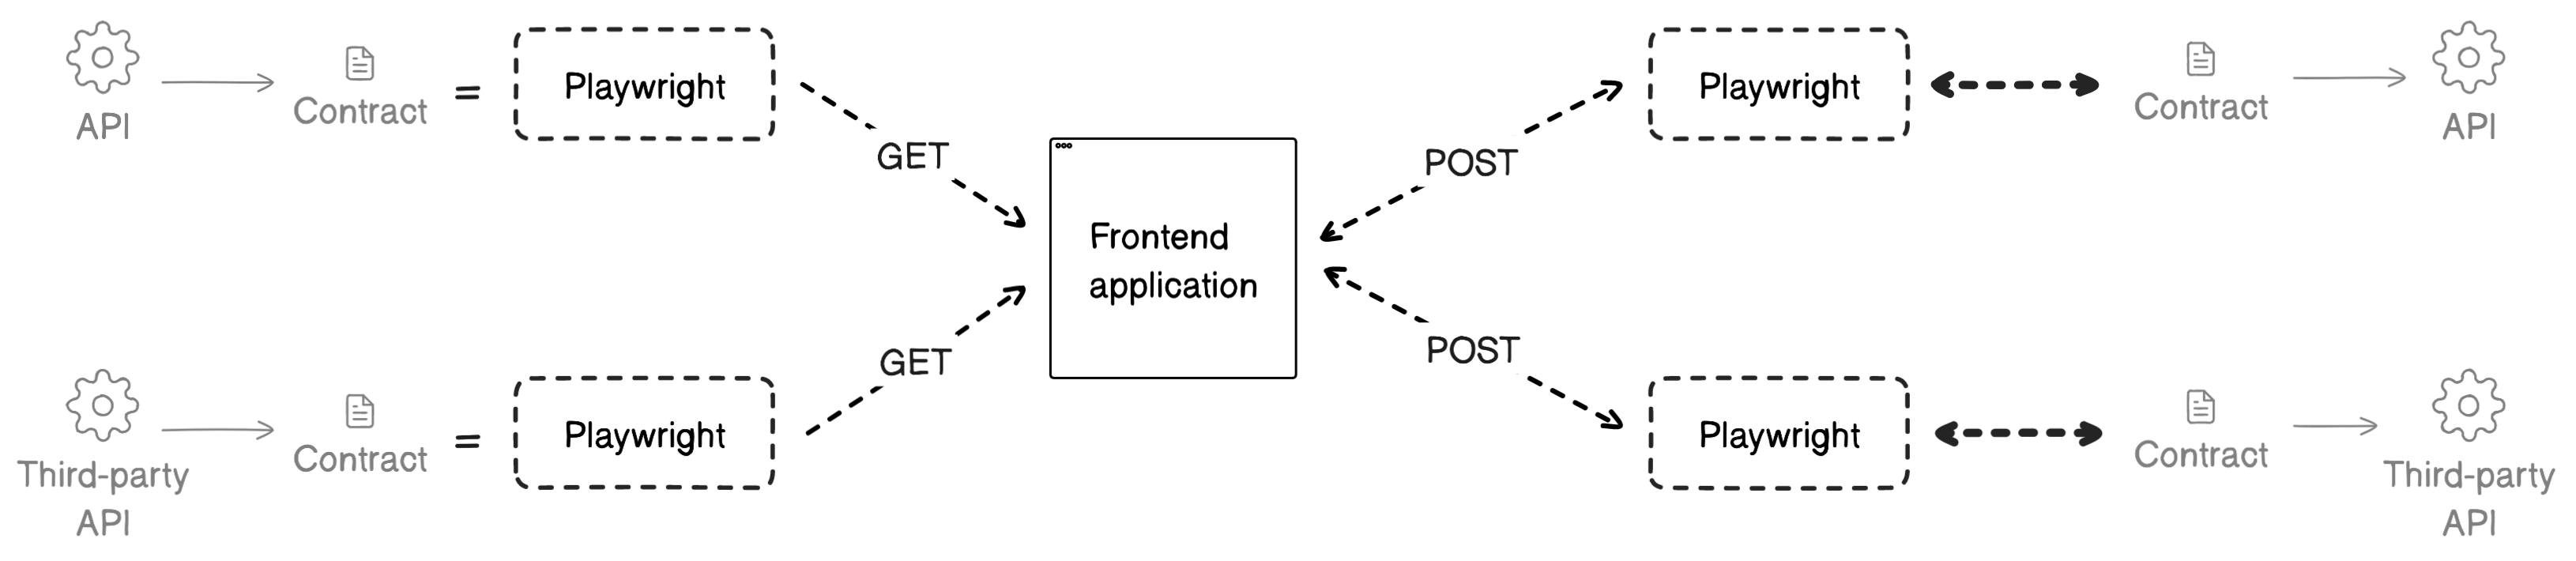 API
Contract
=
Playwright
GET
Frontend
application
POST
Playwright
Contract
API
Third-party
API
Contract
=
Playwright
GET
POST
Playwright
Contract
Third-party
API